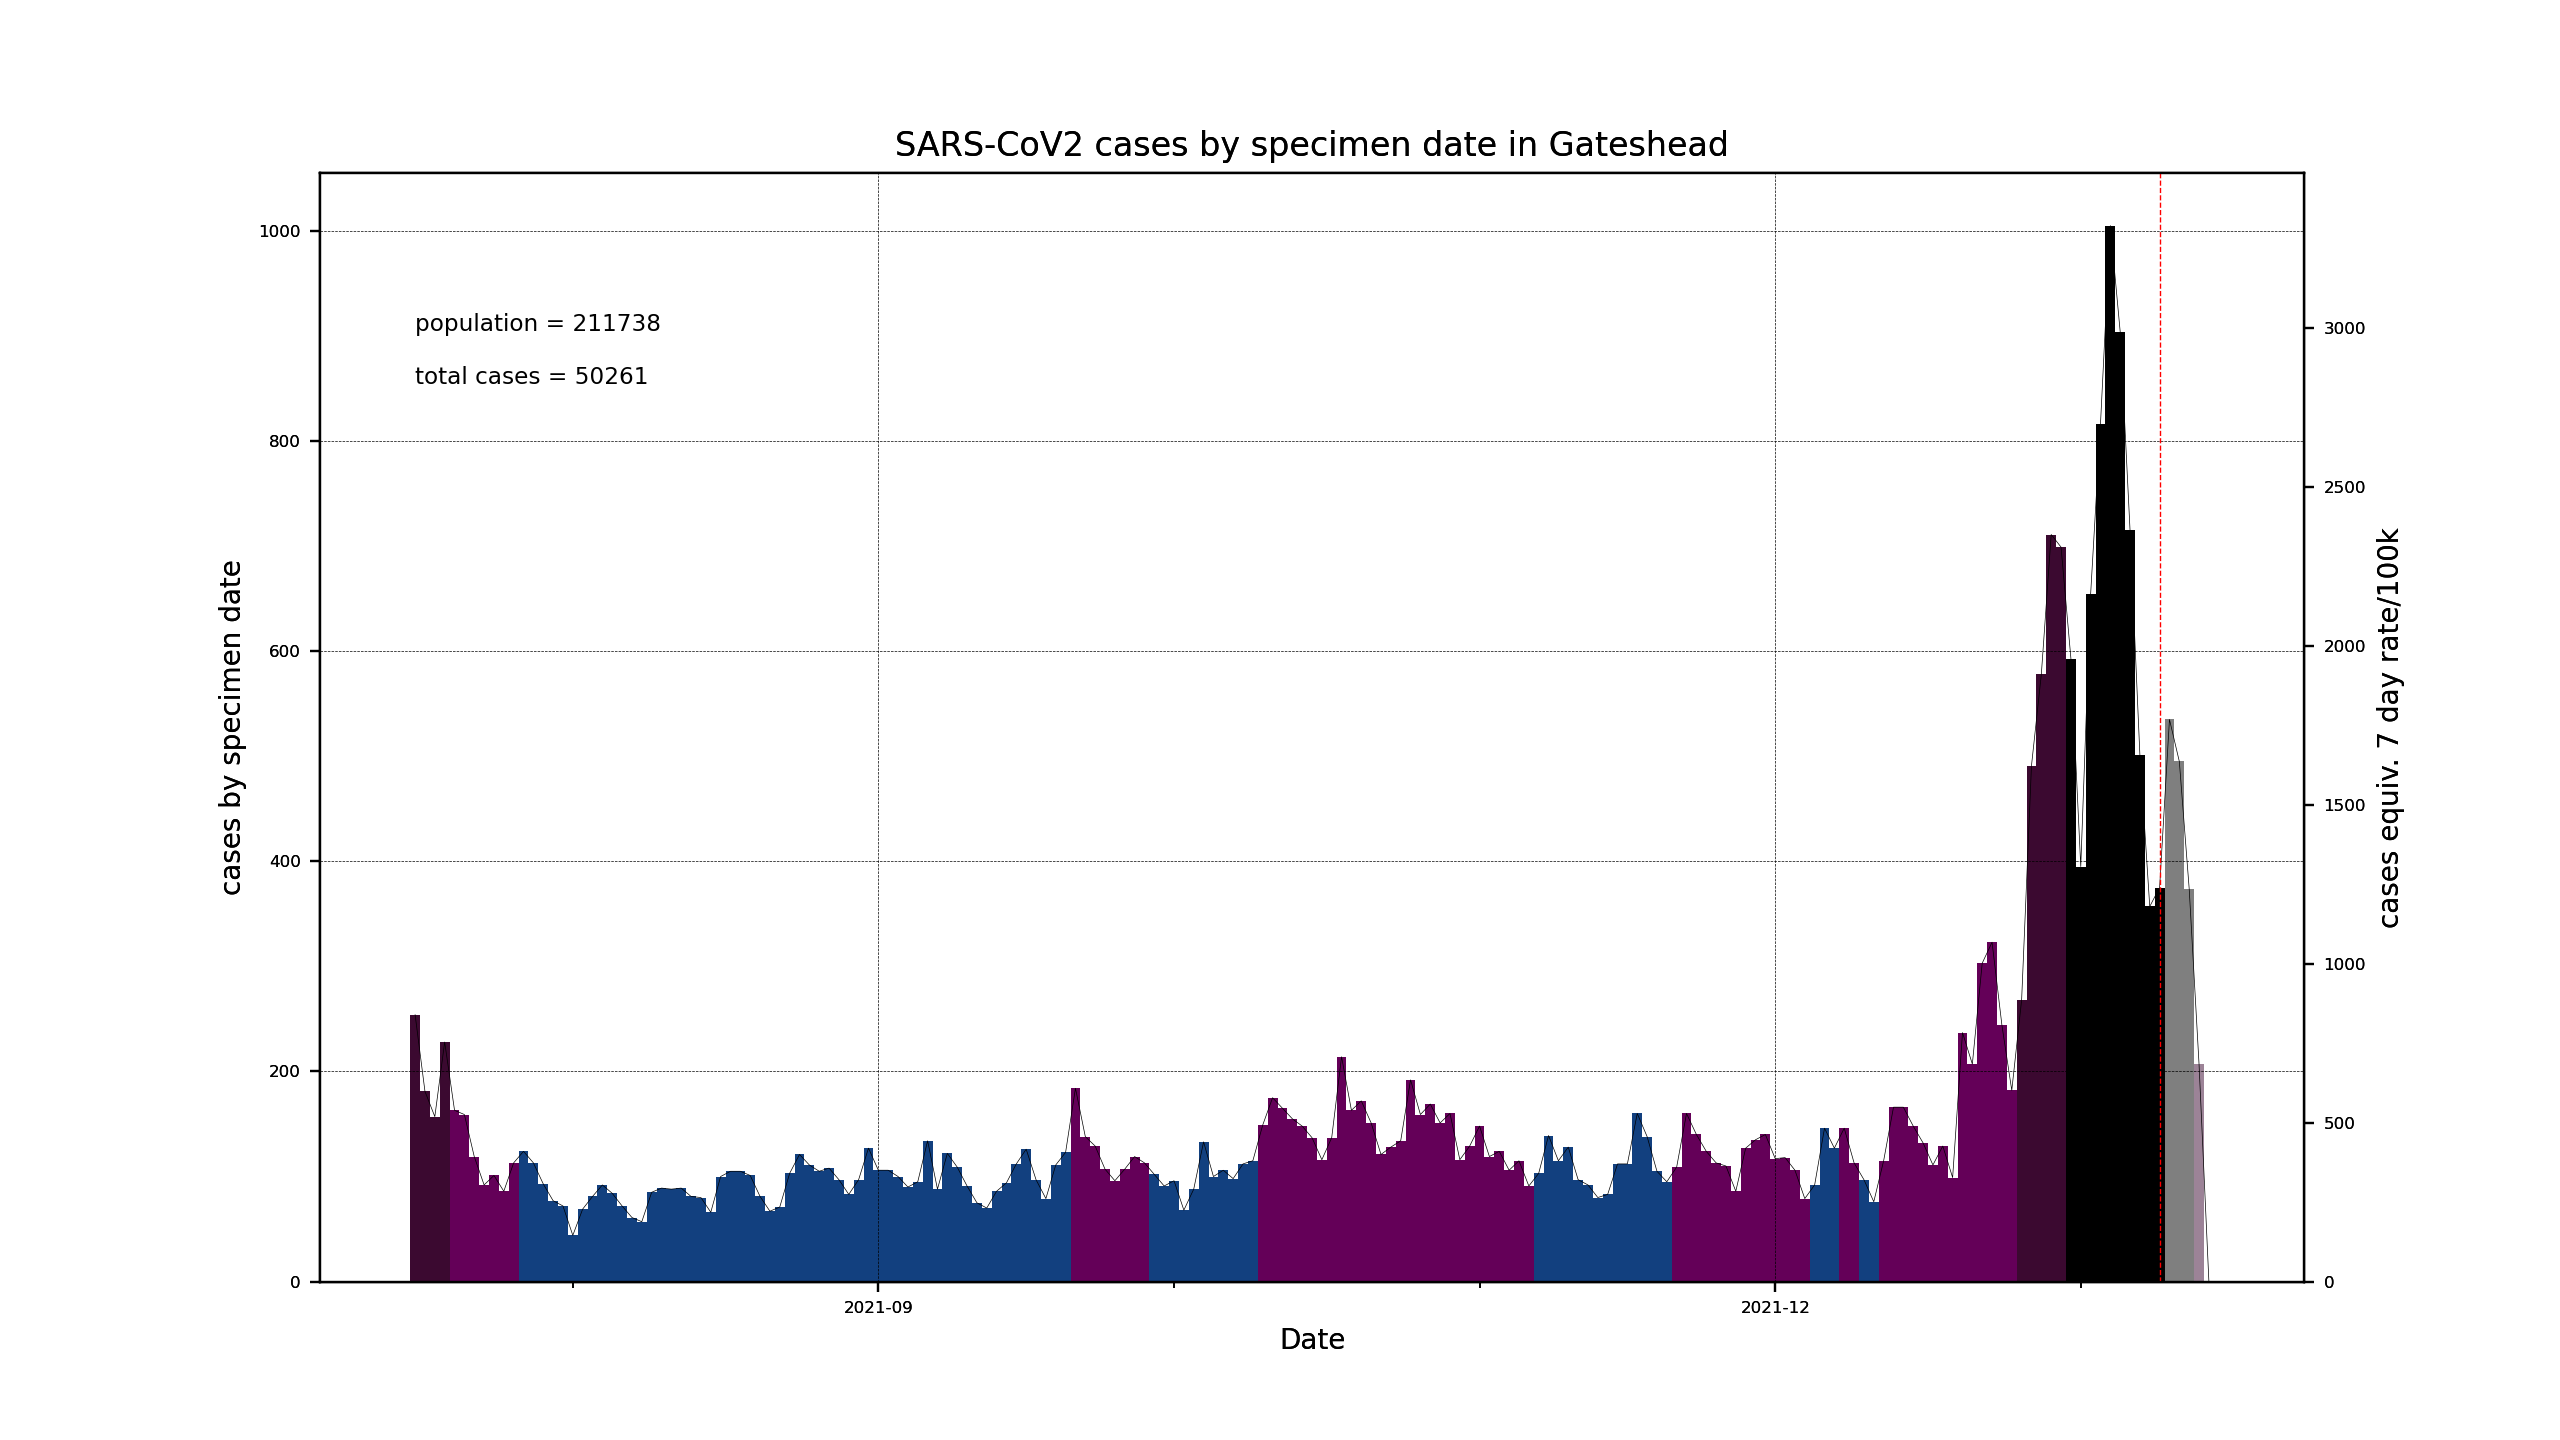 SARS-CoV2 cases by specimen date in Gateshead
population = 211738
total cases = 50261
cases by specimen date
1000
800
600
400
200
0
3000
2500
2000
1500
1000
500
0
cases equiv. 7 day rate/100k
2021-09
2021-12
Date